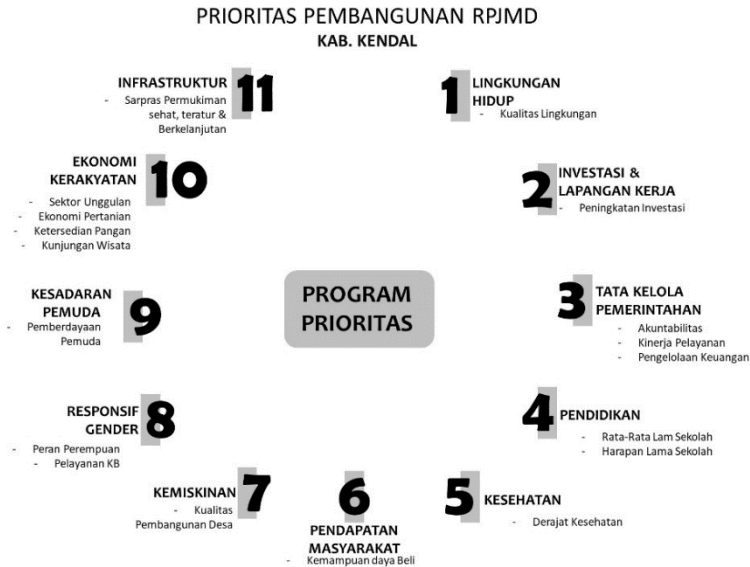 PRIORITAS PEMBANGUNAN RPJMD
KAB. KENDAL
1
LINGKUNGAN
HIDUP
- Kualitas Lingkungan
2
INVESTASI &
LAPANGAN KERJA
- Peningkatan Investasi
3
TATA KELOLA
PEMERINTAHAN
- Akuntabilitas
- Kinerja Pelayanan
- Pengelolaan Keuangan
4
PENDIDIKAN
- Rata-Rata Lam Sekolah
- Harapan Lama Sekolah
5
KESEHATAN
- Derajat Kesehatan
6
PENDAPATAN
MASYARAKAT
- Kemampuan daya Beli
7
KEMISKINAN
- Kualitas
Pembangunan Desa
8
RESPONSIF
GENDER
- Peran Perempuan
- Pelayanan KB
9
KESADARAN
PEMUDA
- Pemberdayaan
Pemuda
10
EKONOMI
KERAKYATAN
- Sektor Unggulan
- Ekonomi Pertanian
- Ketersedian Pangan
- Kunjungan Wisata
11
INFRASTRUKTUR
- Sarpras Permukiman
sehat, teratur &
Berkelanjutan
PROGRAM
PRIORITAS